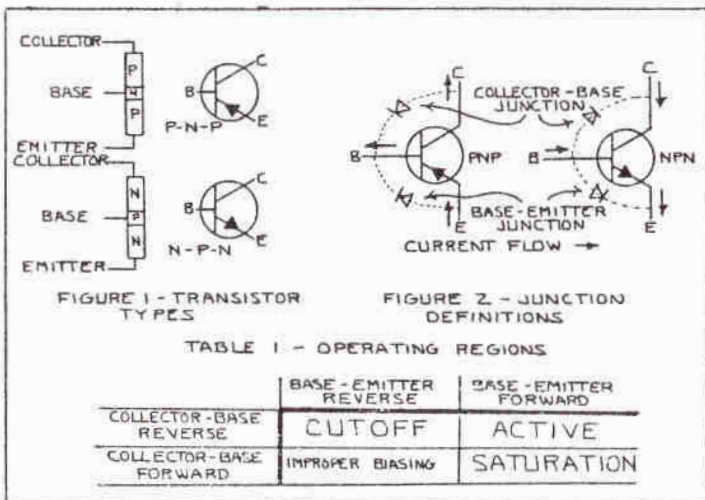 COLLECTOR
BASE
EMITTER
P
N
P
B
C
E
P-N-P
COLLECTOR
BASE
EMITTER
N
P
N
B
C
E
N-P-N
FIGURE 1 - TRANSISTOR
TYPES
C
B
E
PNP
COLLECTOR-BASE
JUNCTION
BASE-EMITTER
JUNCTION
C
B
E
NPN
CURRENT FLOW →
FIGURE 2 - JUNCTION
DEFINITIONS
TABLE 1 - OPERATING REGIONS
BASE-EMITTER
REVERSE
BASE-EMITTER
FORWARD
COLLECTOR-BASE
REVERSE
CUTOFF
ACTIVE
COLLECTOR-BASE
FORWARD
IMPROPER BIASING
SATURATION